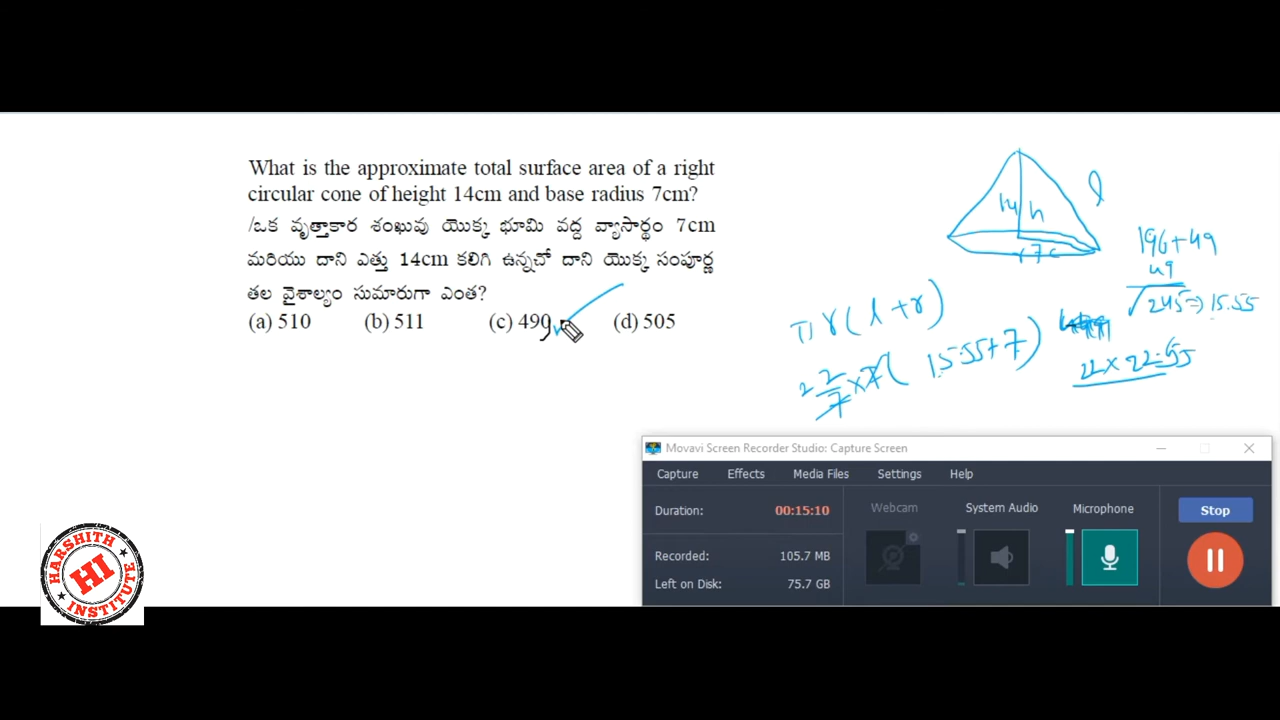 What is the approximate total surface area of a right
circular cone of height 14cm and base radius 7cm?
/ఒక వృత్తాకార శంఖువు యొక్క భూమి వద్ద వ్యాసార్థం 7cm
మరియు దాని ఎత్తు 14cm కలిగి ఉన్నచో దాని యొక్క సంపూర్ణ
తల వైశాల్యం సుమారుగా ఎంత?
(a) 510 (b) 511 (c) 490 (d) 505
l
14 h
196+49
49
√245⇒15.55
π r (l + r)
22/7 × 7 (15.55+7)
22 × 22.55
Movavi Screen Recorder Studio: Capture Screen
Capture Effects Media Files Settings Help
Duration: 00:15:10
Recorded: 105.7 MB
Left on Disk: 75.7 GB
Webcam System Audio Microphone
Stop
HARSHITH
HI
INSTITUTE